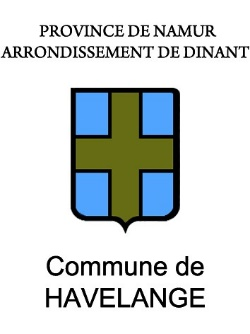 PROVINCE DE NAMUR
ARRONDISSEMENT DE DINANT
Commune de
HAVELANGE